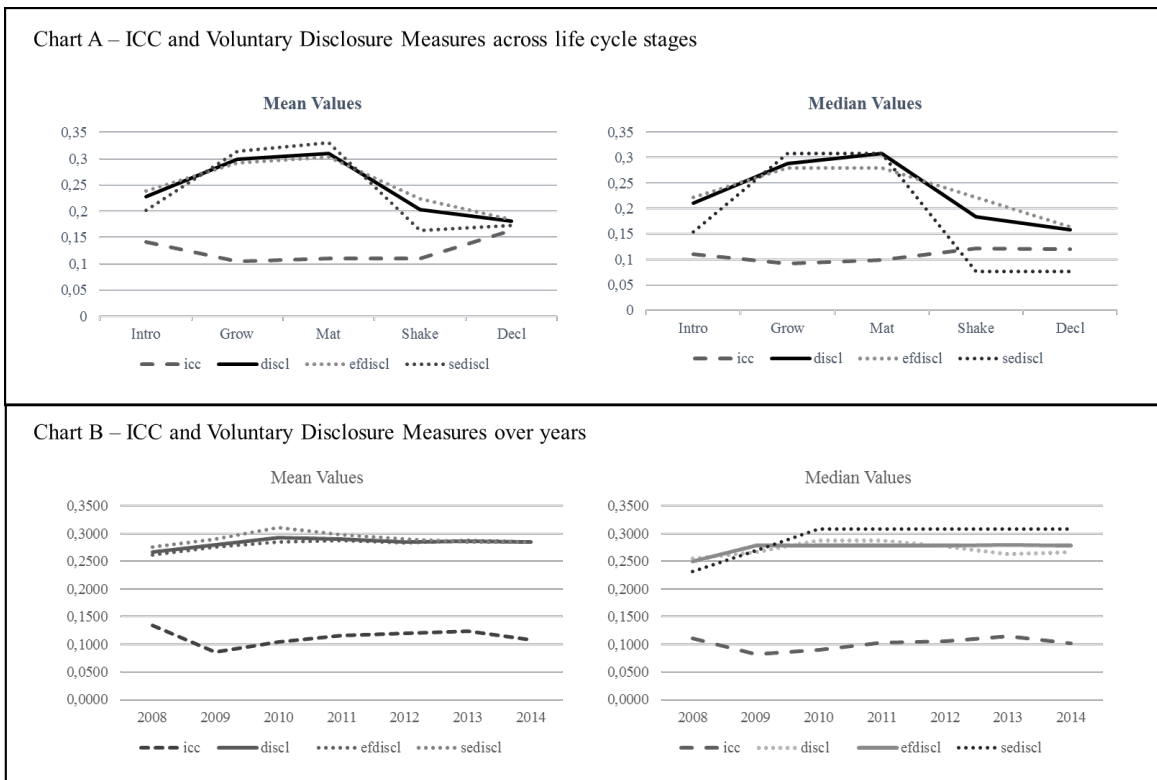 Chart A – ICC and Voluntary Disclosure Measures across life cycle stages
Mean Values
0,35
0,3
0,25
0,2
0,15
0,1
0,05
0
Intro Grow Mat Shake Decl
icc discl efdiscl sediscl
Median Values
0,35
0,3
0,25
0,2
0,15
0,1
0,05
0
Intro Grow Mat Shake Decl
icc discl efdiscl sediscl
Chart B – ICC and Voluntary Disclosure Measures over years
Mean Values
0,3500
0,3000
0,2500
0,2000
0,1500
0,1000
0,0500
0,0000
2008 2009 2010 2011 2012 2013 2014
icc discl efdiscl sediscl
Median Values
0,3500
0,3000
0,2500
0,2000
0,1500
0,1000
0,0500
0,0000
2008 2009 2010 2011 2012 2013 2014
icc discl efdiscl sediscl